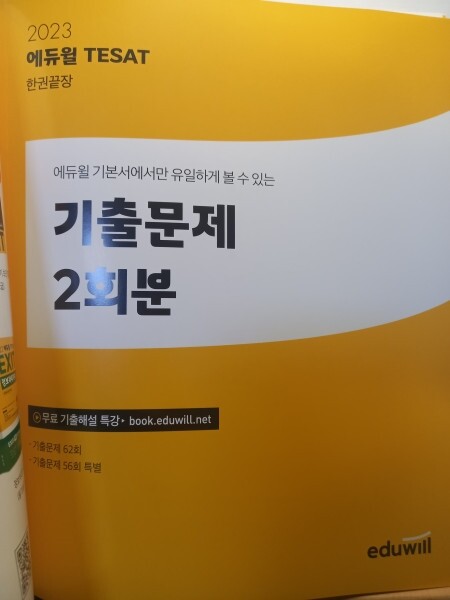 2023
에듀윌 TESAT
한권끝장
에듀윌 기본서에서만 유일하게 볼 수 있는
기출문제
2회분
무료 기출해설 특강▸ book.eduwill.net
- 기출문제 62회
- 기출문제 56회 특별
eduwill